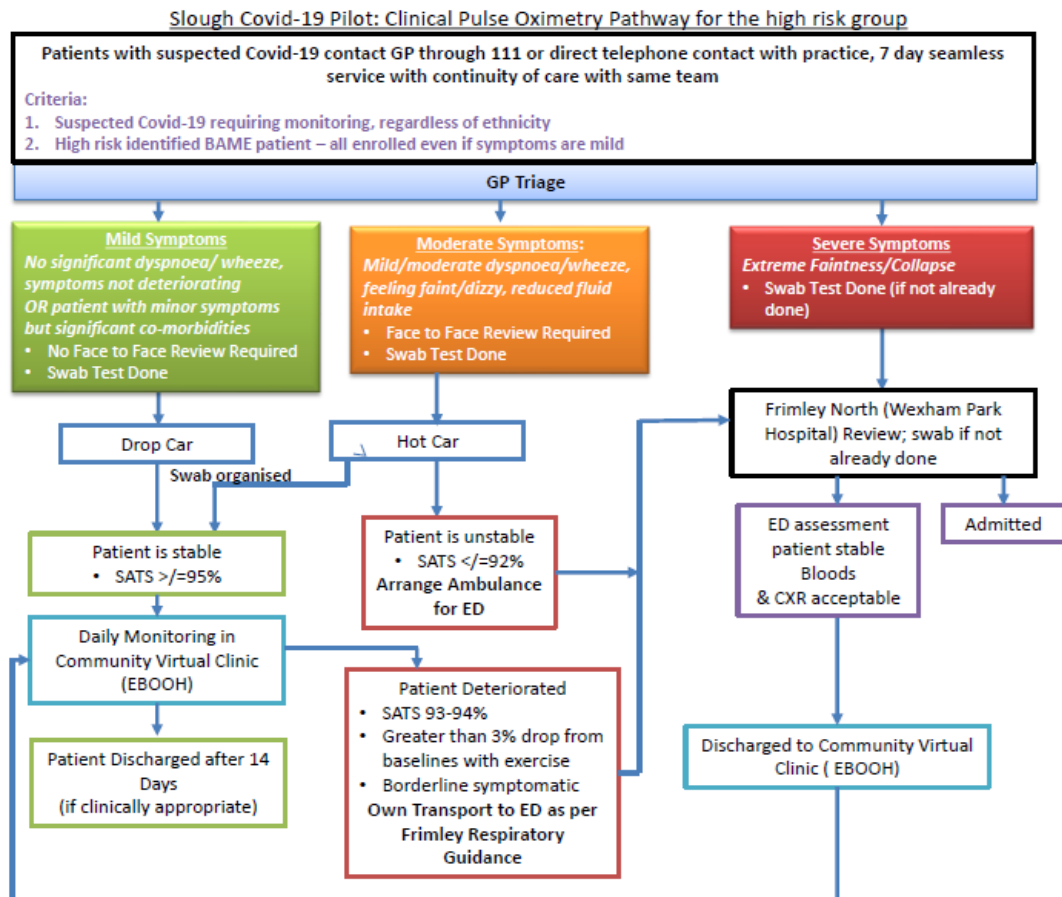 Slough Covid-19 Pilot: Clinical Pulse Oximetry Pathway for the high risk group
Patients with suspected Covid-19 contact GP through 111 or direct telephone contact with practice, 7 day seamless
service with continuity of care with same team
Criteria:
1. Suspected Covid-19 requiring monitoring, regardless of ethnicity
2. High risk identified BAME patient – all enrolled even if symptoms are mild
GP Triage
Mild Symptoms
No significant dyspnoea/ wheeze,
symptoms not deteriorating
OR patient with minor symptoms
but significant co-morbidities
• No Face to Face Review Required
• Swab Test Done
Moderate Symptoms:
Mild/moderate dyspnoea/wheeze,
feeling faint/dizzy, reduced fluid
intake
• Face to Face Review Required
• Swab Test Done
Severe Symptoms
Extreme Faintness/Collapse
• Swab Test Done (if not already
done)
Drop Car
Hot Car
Swab organised
Frimley North (Wexham Park
Hospital) Review; swab if not
already done
Patient is stable
• SATS >/=95%
Patient is unstable
• SATS </=92%
Arrange Ambulance
for ED
ED assessment
patient stable
Bloods
& CXR acceptable
Admitted
Daily Monitoring in
Community Virtual Clinic
(EBOOH)
Patient Deteriorated
• SATS 93-94%
• Greater than 3% drop from
baselines with exercise
• Borderline symptomatic
Own Transport to ED as per
Frimley Respiratory
Guidance
Patient Discharged after 14
Days
(if clinically appropriate)
Discharged to Community Virtual
Clinic ( EBOOH)